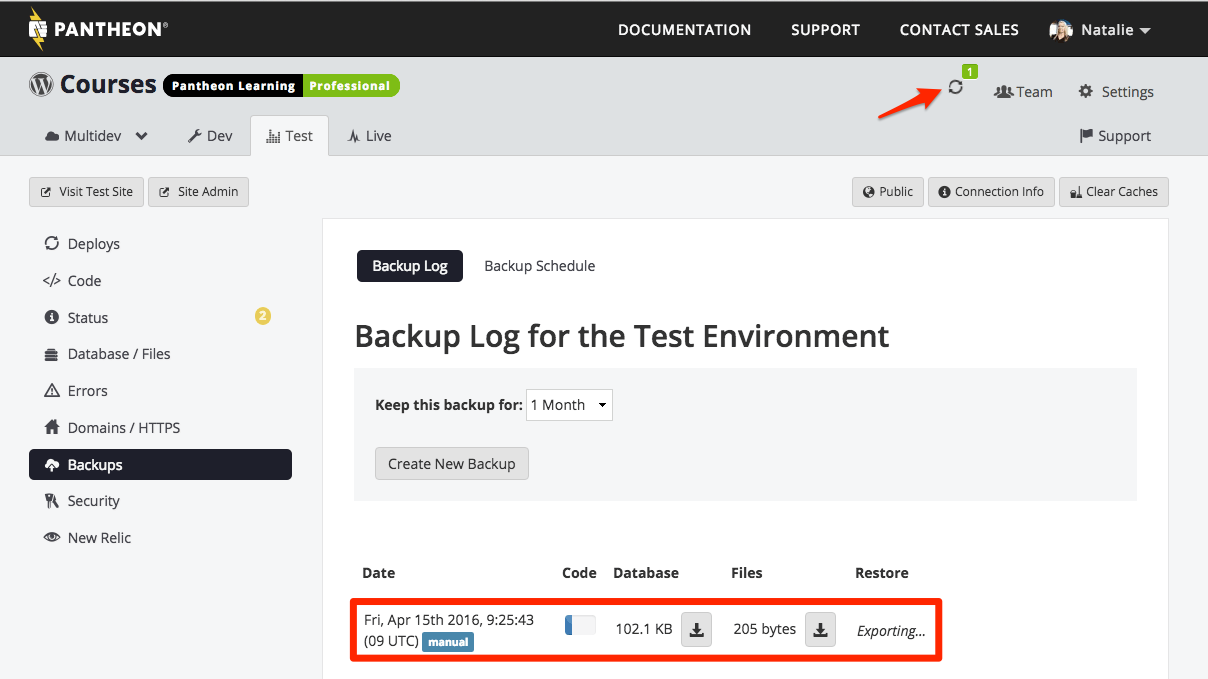 PANTHEON®
DOCUMENTATION SUPPORT CONTACT SALES Natalie
Courses Pantheon Learning Professional
1
Team Settings
Multidev Dev Test Live Support
Visit Test Site Site Admin Public Connection Info Clear Caches
Deploys
Code
Status 2
Database / Files
Errors
Domains / HTTPS
Backups
Security
New Relic
Backup Log Backup Schedule
Backup Log for the Test Environment
Keep this backup for: 1 Month
Create New Backup
Date Code Database Files Restore
Fri, Apr 15th 2016, 9:25:43
(09 UTC) manual
102.1 KB 205 bytes Exporting...